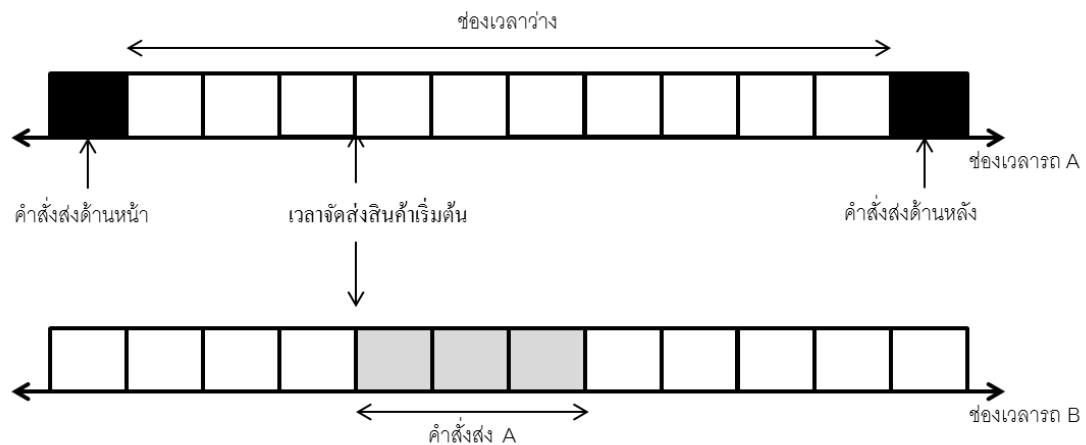 ช่องเวลาว่าง
ช่องเวลารถ A
คำสั่งส่งด้านหน้า
เวลาจัดส่งสินค้าเริ่มต้น
คำสั่งส่งด้านหลัง
ช่องเวลารถ B
คำสั่งส่ง A